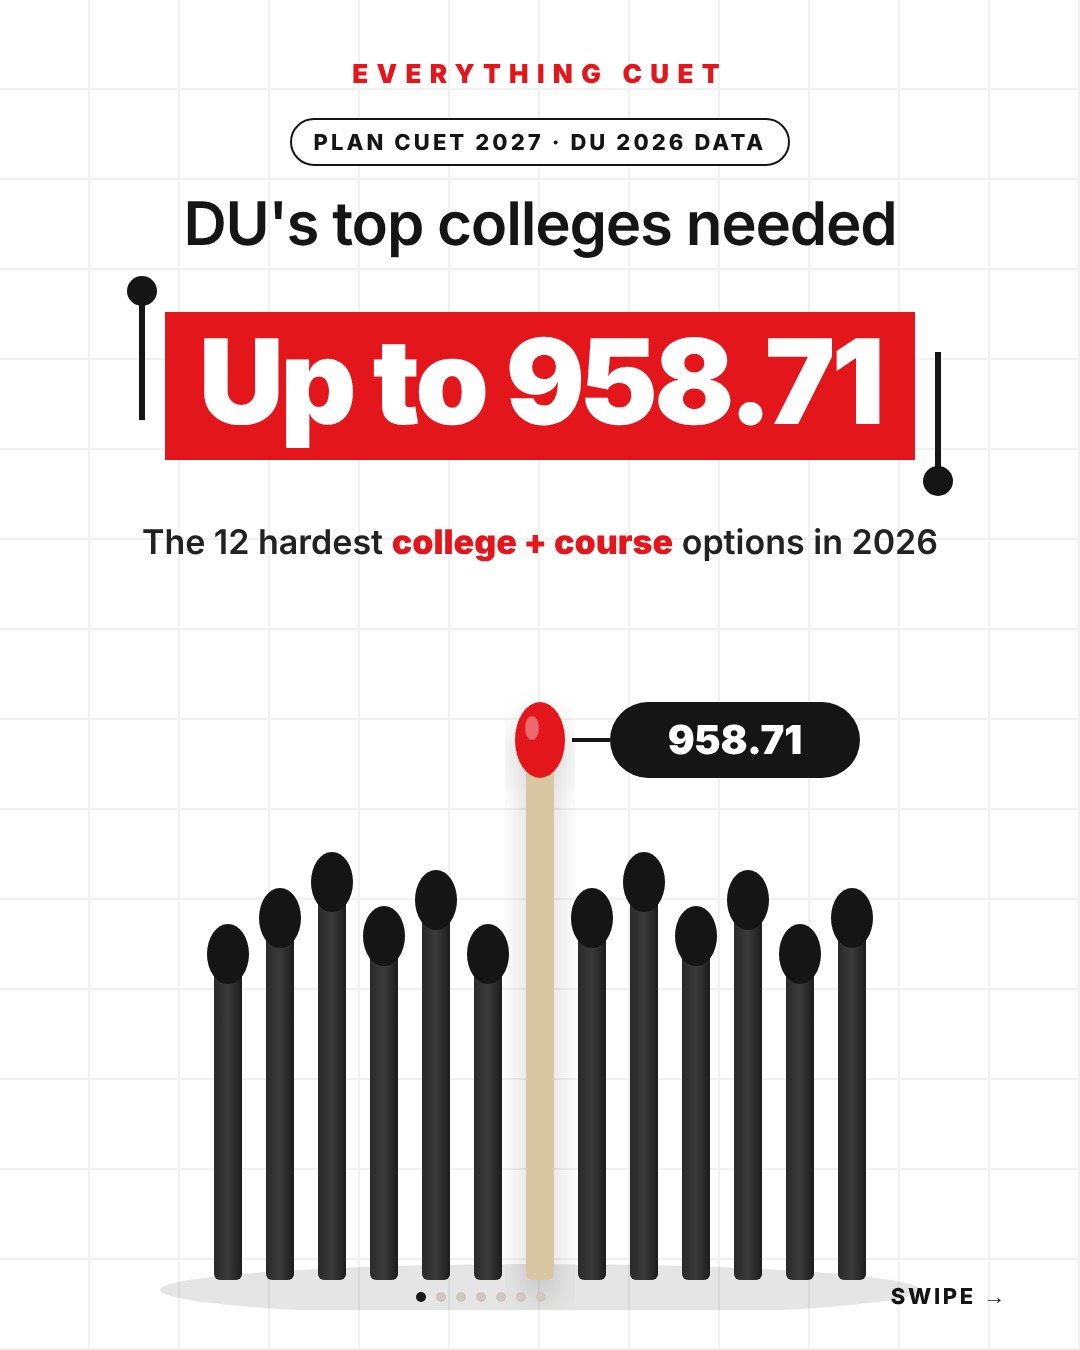 EVERYTHING CUET
PLAN CUET 2027 · DU 2026 DATA
DU's top colleges needed
Up to 958.71
The 12 hardest college + course options in 2026
958.71
SWIPE →